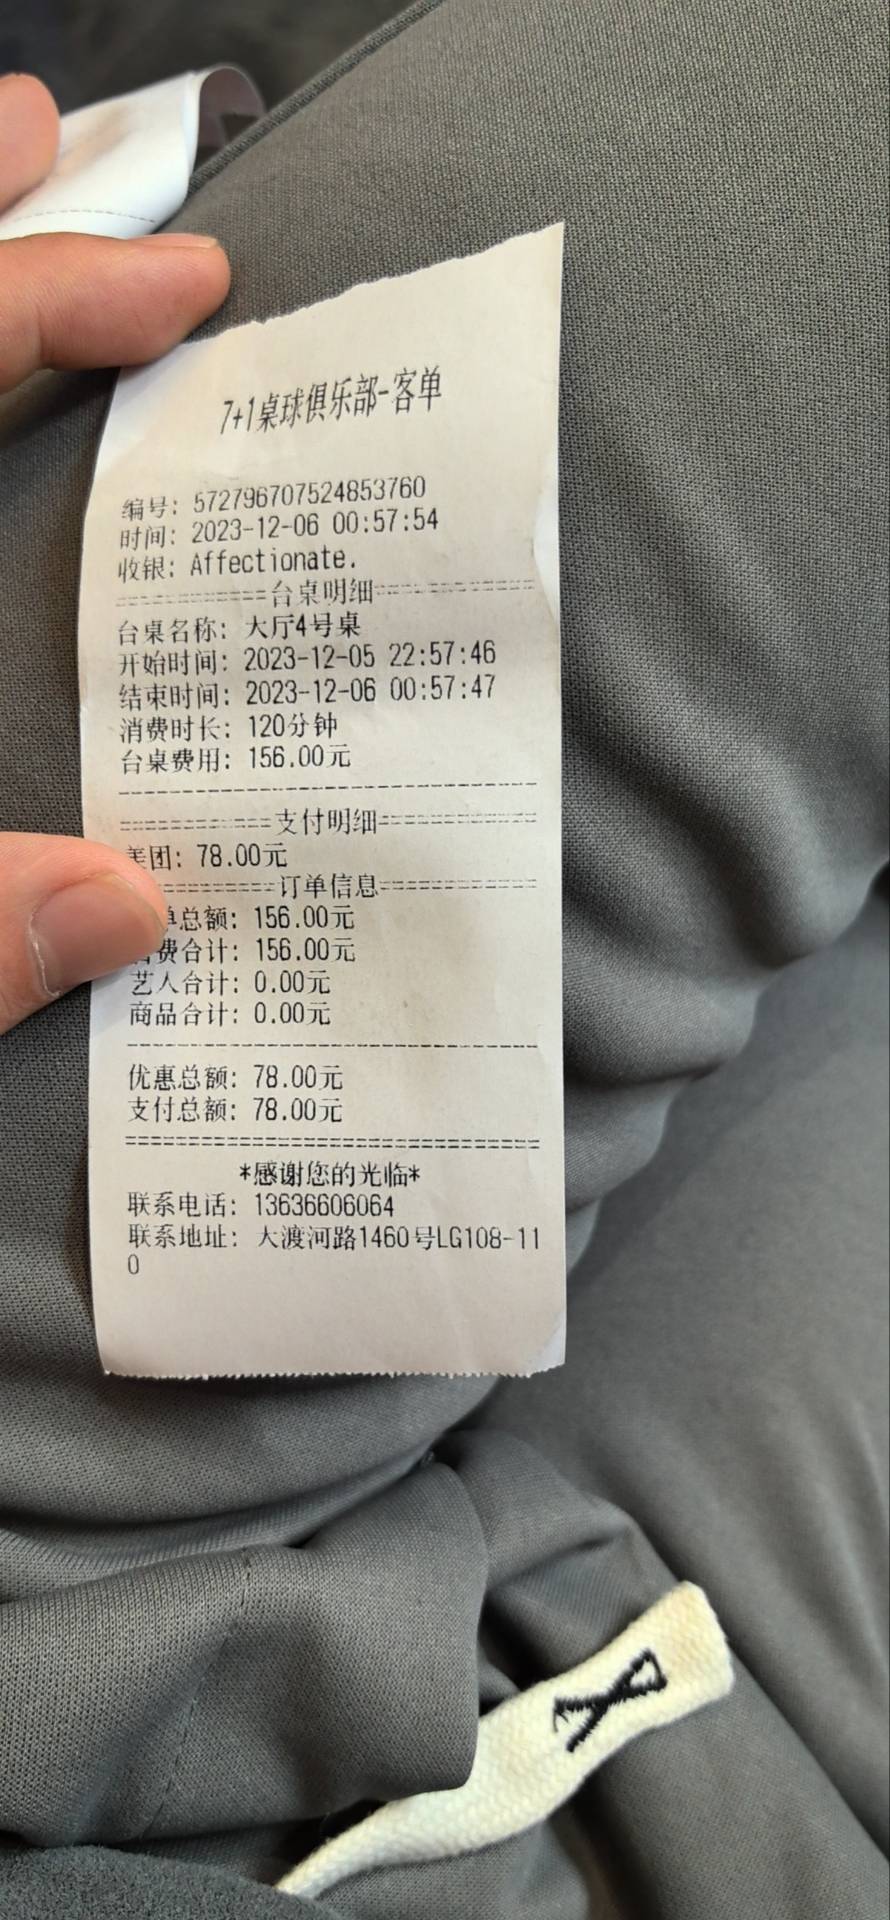 7+1桌球俱乐部-客单
编号: 572796707524853760
时间: 2023-12-06 00:57:54
收银: Affectionate.
==============台桌明细==============
台桌名称: 大厅4号桌
开始时间: 2023-12-05 22:57:46
结束时间: 2023-12-06 00:57:47
消费时长: 120分钟
台桌费用: 156.00元
------------------------------------------------
==============支付明细==============
美团: 78.00元
==============订单信息==============
单总额: 156.00元
费合计: 156.00元
艺人合计: 0.00元
商品合计: 0.00元
------------------------------------------------
优惠总额: 78.00元
支付总额: 78.00元
================================================
*感谢您的光临*
联系电话: 13636606064
联系地址: 大渡河路1460号LG108-11
0